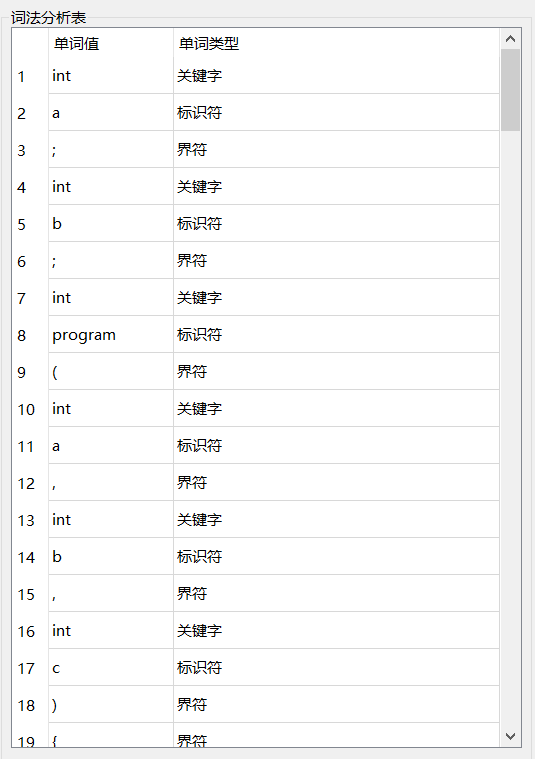 词法分析表
单词值 单词类型
1 int 关键字
2 a 标识符
3 ; 界符
4 int 关键字
5 b 标识符
6 ; 界符
7 int 关键字
8 program 标识符
9 ( 界符
10 int 关键字
11 a 标识符
12 , 界符
13 int 关键字
14 b 标识符
15 , 界符
16 int 关键字
17 c 标识符
18 ) 界符
19 { 界符